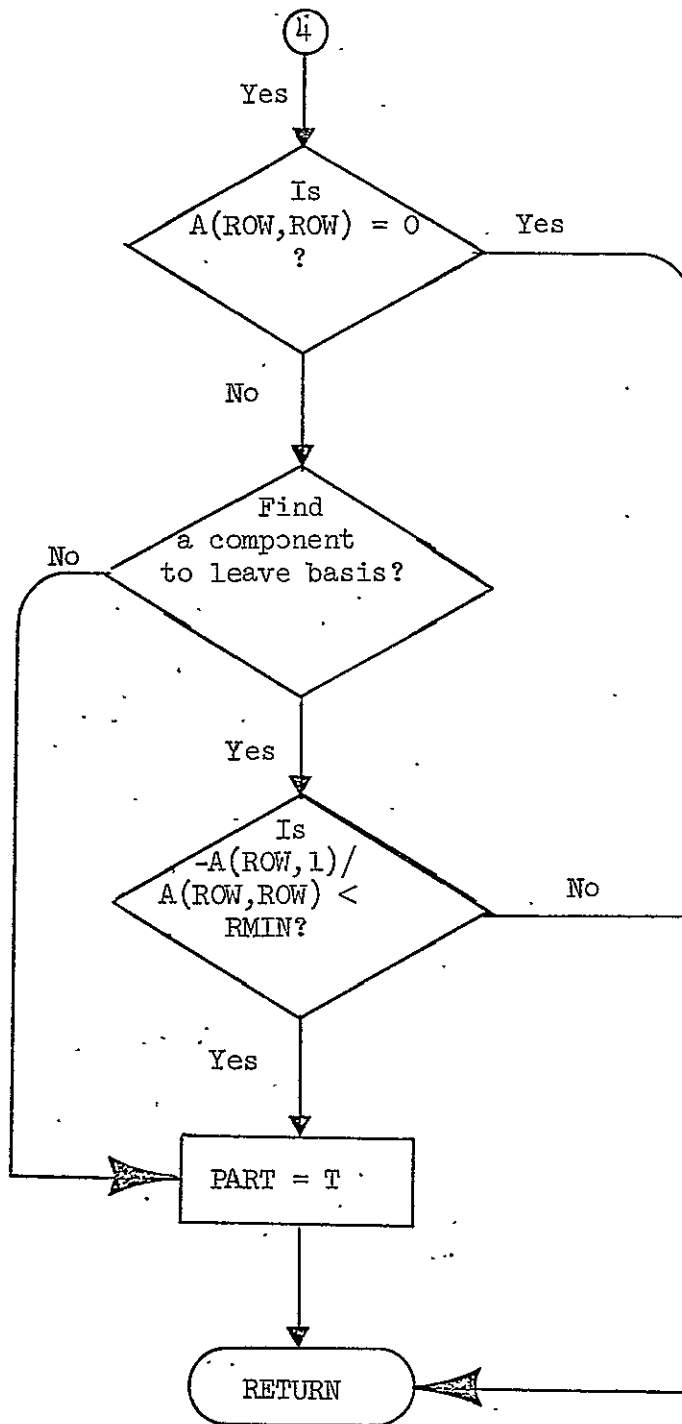 4
Yes
Is
A(ROW,ROW) = 0
?
Yes
No
Find
a component
to leave basis?
No
Yes
Is
-A(ROW,1)/
A(ROW,ROW) <
RMIN?
No
Yes
PART = T
RETURN